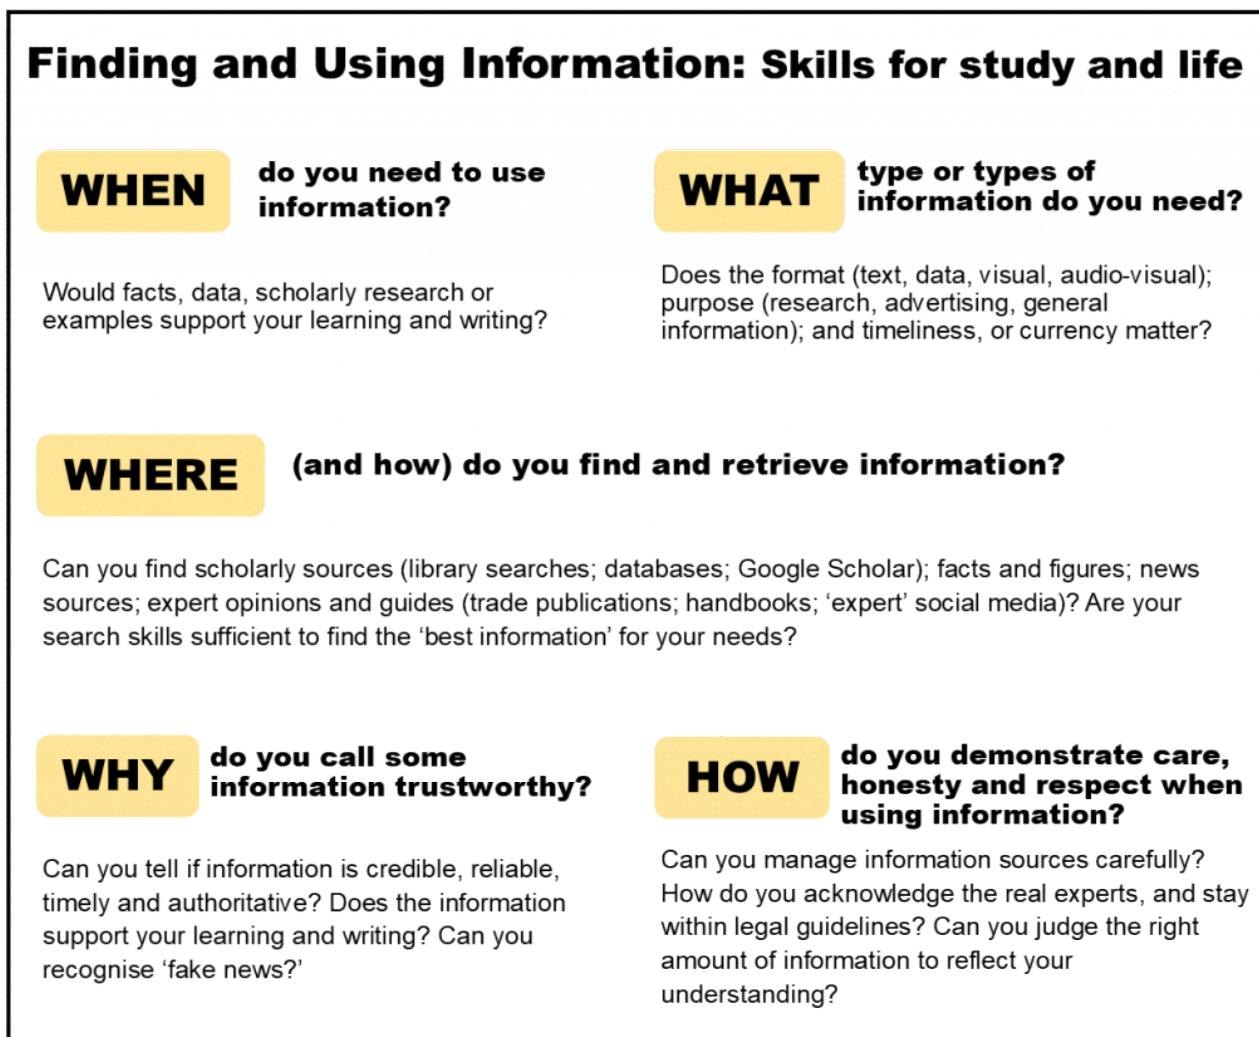 Finding and Using Information: Skills for study and life
WHEN
do you need to use
information?
Would facts, data, scholarly research or
examples support your learning and writing?
WHAT
type or types of
information do you need?
Does the format (text, data, visual, audio-visual);
purpose (research, advertising, general
information); and timeliness, or currency matter?
WHERE
(and how) do you find and retrieve information?
Can you find scholarly sources (library searches; databases; Google Scholar); facts and figures; news
sources; expert opinions and guides (trade publications; handbooks; ‘expert’ social media)? Are your
search skills sufficient to find the ‘best information’ for your needs?
WHY
do you call some
information trustworthy?
Can you tell if information is credible, reliable,
timely and authoritative? Does the information
support your learning and writing? Can you
recognise ‘fake news?’
HOW
do you demonstrate care,
honesty and respect when
using information?
Can you manage information sources carefully?
How do you acknowledge the real experts, and stay
within legal guidelines? Can you judge the right
amount of information to reflect your
understanding?